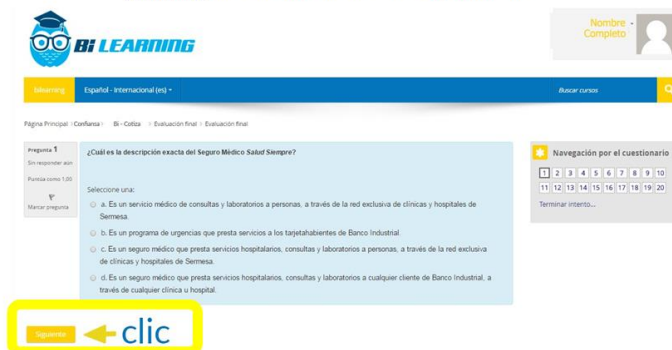 Bi LEARNING
Nombre -
Completo
Elearning
Español - Internacional (es)
Buscar cursos
Página Principal
Confianza
Bi - Cotiza
Evaluación final
Evaluación final
Pregunta 1
Sin responder aún
Puntúa como 1,00
Marcar pregunta
¿Cuál es la descripción exacta del Seguro Médico Salud Siempre?
Seleccione una:
a. Es un servicio médico de consultas y laboratorios a personas, a través de la red exclusiva de clínicas y hospitales de
Sermesa.
b. Es un programa de urgencias que presta servicios a los tarjetahabientes de Banco Industrial.
c. Es un seguro médico que presta servicios hospitalarios, consultas y laboratorios a personas, a través de la red exclusiva
de clínicas y hospitales de Sermesa.
d. Es un seguro médico que presta servicios hospitalarios, consultas y laboratorios a cualquier cliente de Banco Industrial, a
través de cualquier clínica u hospital.
Navegación por el cuestionario
1 2 3 4 5 6 7 8 9 10
11 12 13 14 15 16 17 18 19 20
Terminar intento...
Siguiente
clic